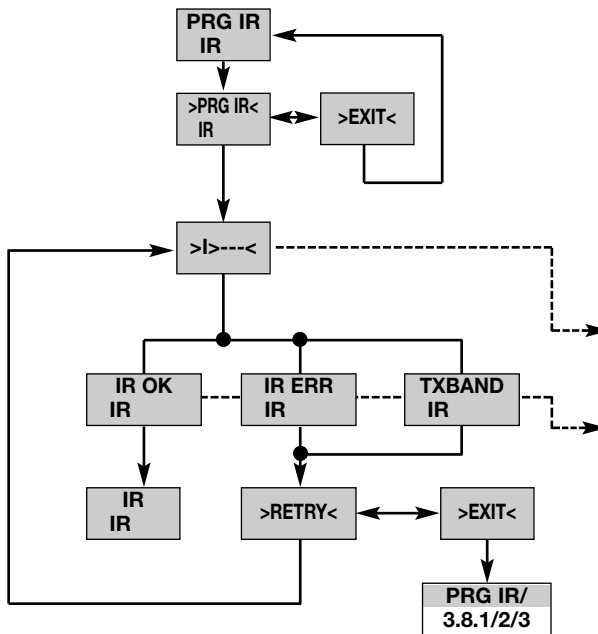 PRG IR
IR
>PRG IR<
IR
>EXIT<
>I>---<
IR OK
IR
IR ERR
IR
TXBAND
IR
IR
IR
>RETRY<
>EXIT<
PRG IR/
3.8.1/2/3